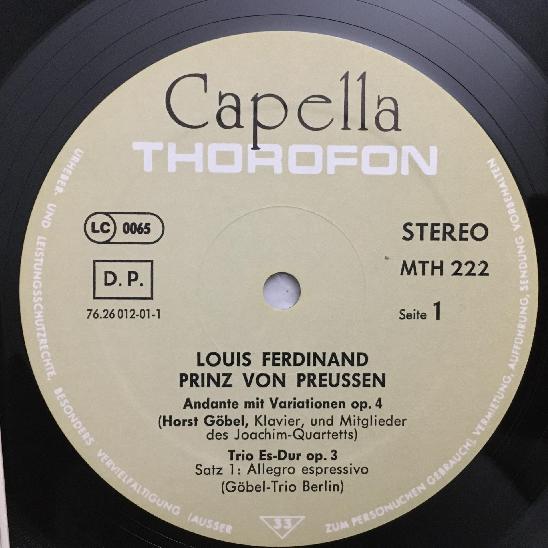 Capella
THOROFON
LC 0065
STEREO
D. P.
MTH 222
76.26 012-01-1
Seite 1
LOUIS FERDINAND
PRINZ VON PREUSSEN
Andante mit Variationen op. 4
(Horst Göbel, Klavier, und Mitglieder
des Joachim-Quartetts)
Trio Es-Dur op. 3
Satz 1: Allegro espressivo
(Göbel-Trio Berlin)
33
URHEBER- UND LEISTUNGSSCHUTZRECHTE, BESONDERS VERVIELFÄLTIGUNG (AUSSER ZUM PERSÖNLICHEN GEBRAUCH), VERMIETUNG, AUFFÜHRUNG, SENDUNG VORBEHALTEN